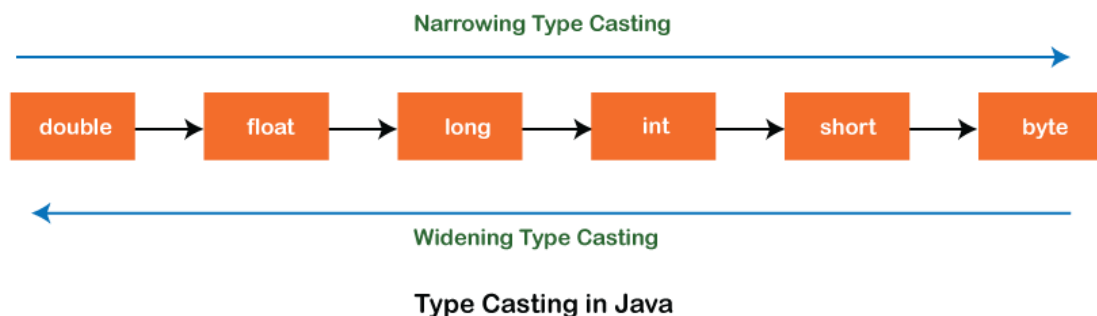 Narrowing Type Casting
double
float
long
int
short
byte
Widening Type Casting
Type Casting in Java